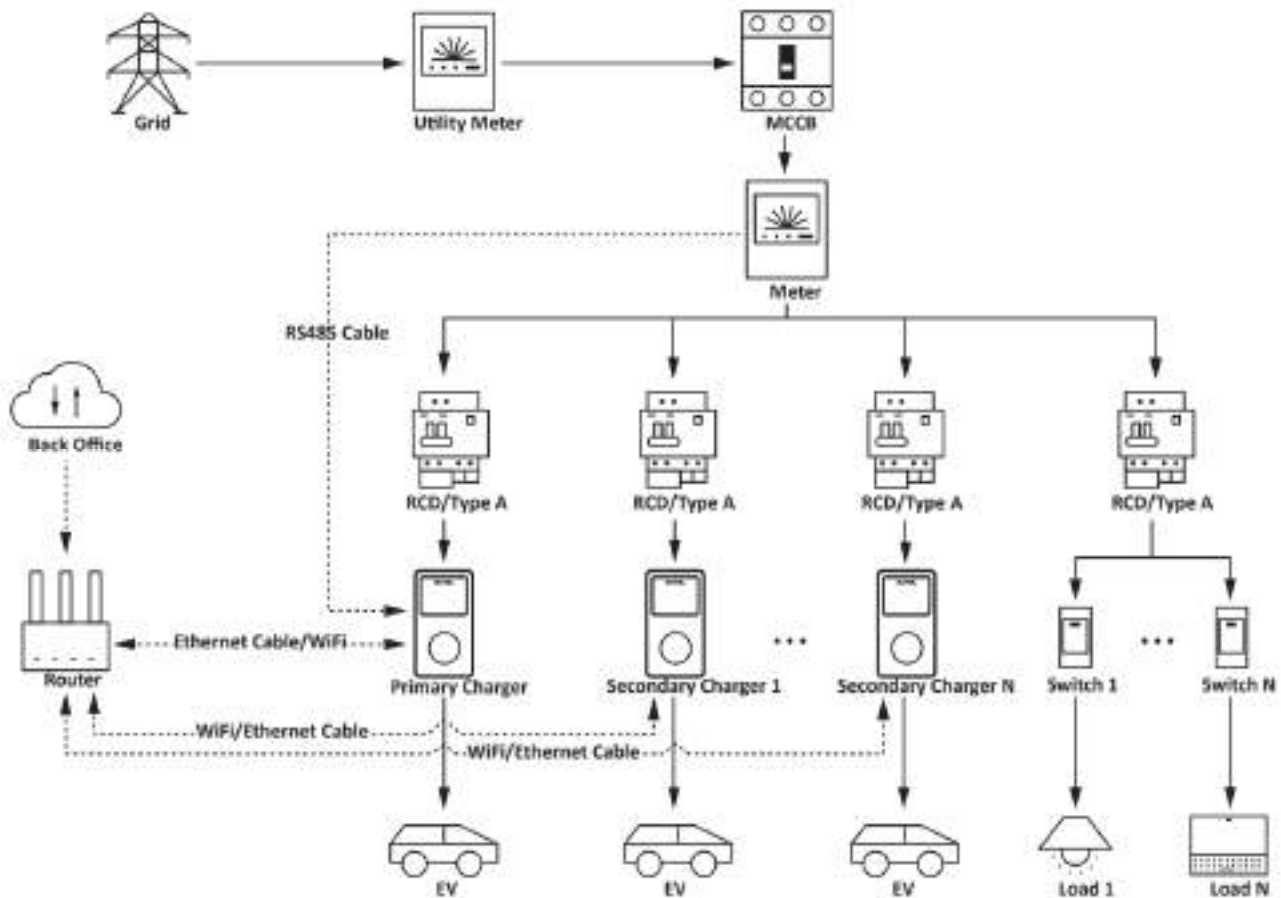 Grid
Utility Meter
MCCB
Meter
RS485 Cable
Back Office
RCD/Type A
RCD/Type A
RCD/Type A
RCD/Type A
Ethernet Cable/WiFi
Router
Primary Charger
Secondary Charger 1
...
Secondary Charger N
Switch 1
...
Switch N
WiFi/Ethernet Cable
WiFi/Ethernet Cable
EV
EV
EV
Load 1
Load N